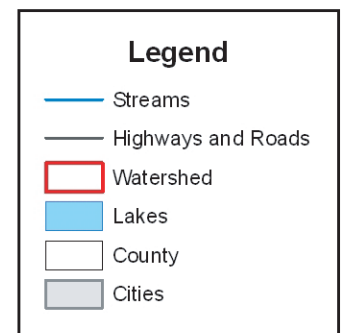 Legend
Streams
Highways and Roads
Watershed
Lakes
County
Cities